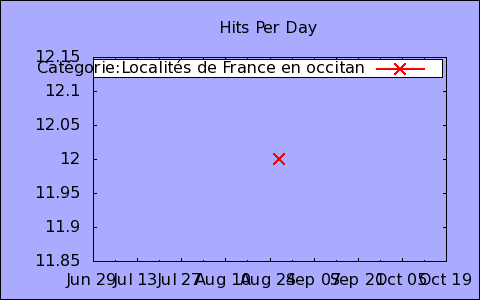 Hits Per Day
12.15
Catégorie:Localités de France en occitan
12.1
12.05
12
11.95
11.9
11.85
Jun 29 Jul 13 Jul 27 Aug 10 Aug 24 Sep 07 Sep 21 Oct 05 Oct 19